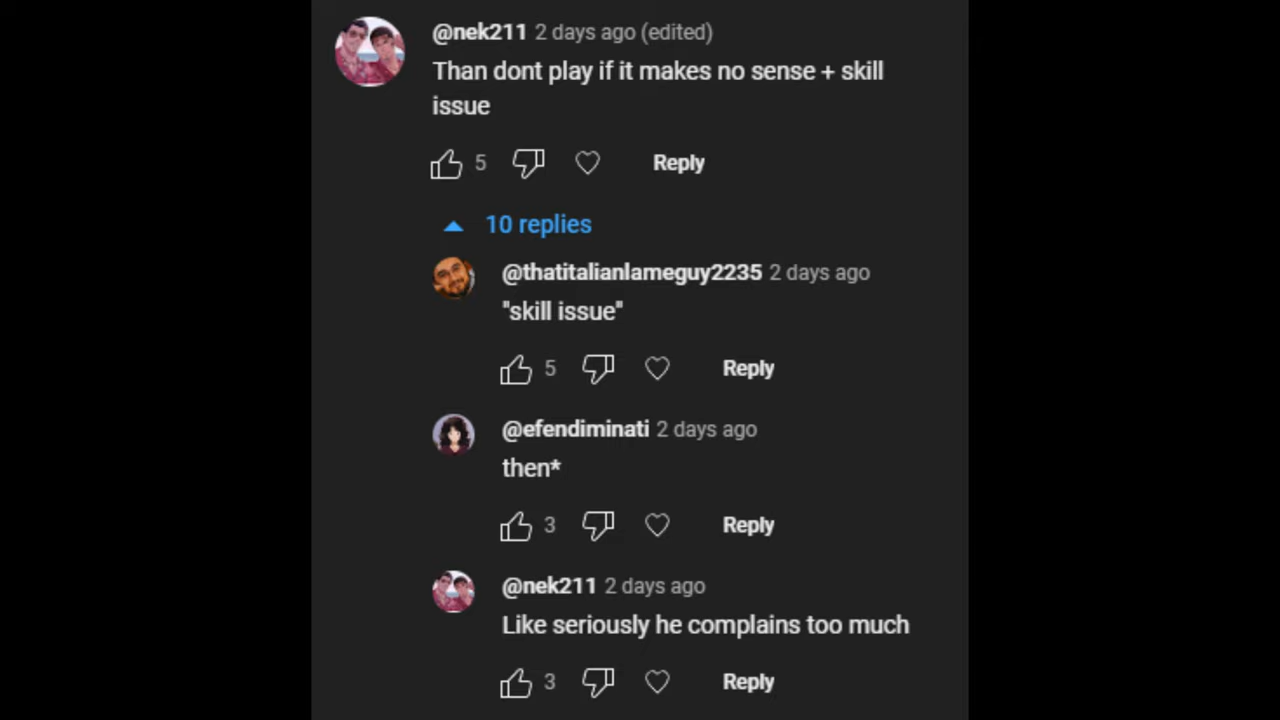 @nek211 2 days ago (edited)
Than dont play if it makes no sense + skill
issue
5 Reply
10 replies
@thatitalianlameguy2235 2 days ago
"skill issue"
5 Reply
@efendiminati 2 days ago
then*
3 Reply
@nek211 2 days ago
Like seriously he complains too much
3 Reply